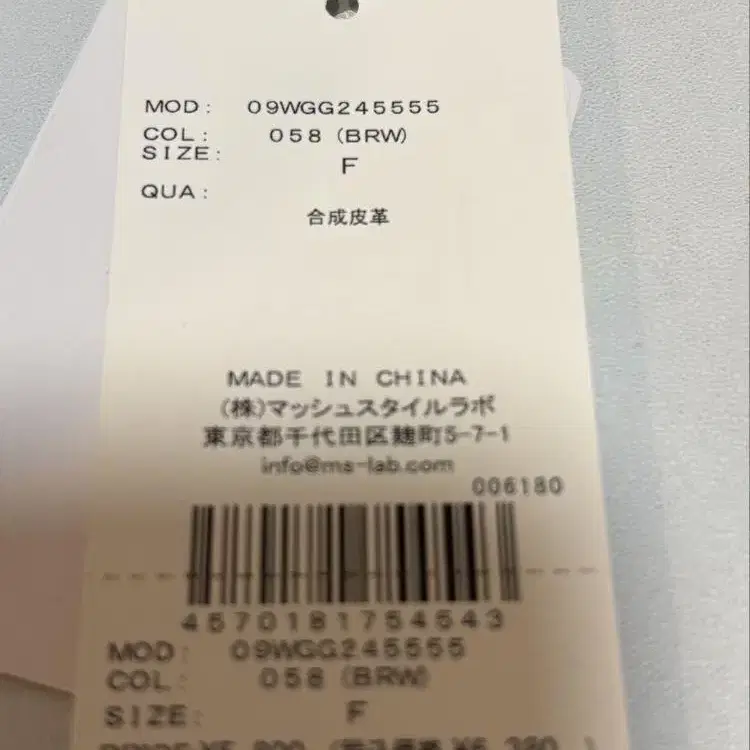 MOD: 09WGG245555
COL: 058 (BRW)
SIZE: F
QUA:
合成皮革
MADE IN CHINA
(株)マッシュスタイルラボ
東京都千代田区麹町5-7-1
info@ms-lab.com
006180
4570181754543
MOD: 09WGG245555
COL: 058 (BRW)
SIZE: F